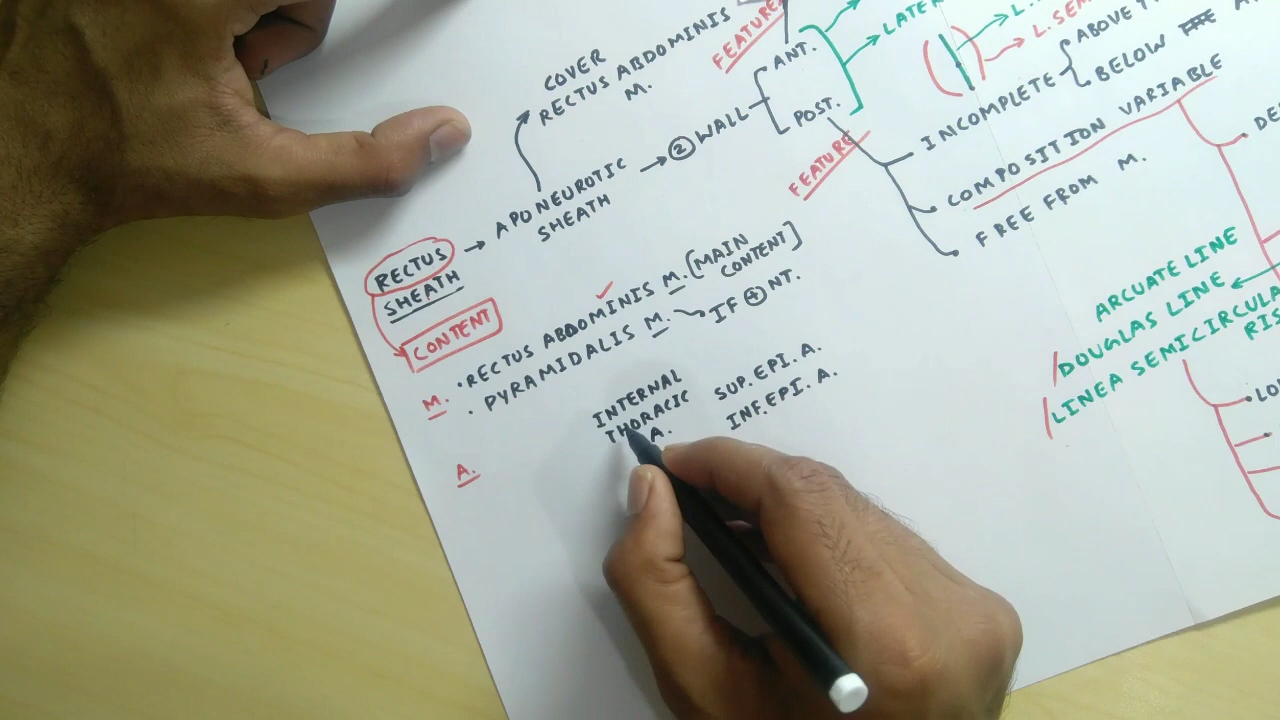 COVER
RECTUS ABDOMINIS
M.
FEATURE
RECTUS
SHEATH
APONEUROTIC
SHEATH
② WALL
ANT.
POST.
FEATURE
INCOMPLETE
ABOVE
BELOW
COMPOSITION VARIABLE
FREE FROM M.
CONTENT
M.
• RECTUS ABDOMINIS M. [MAIN
CONTENT]
• PYRAMIDALIS M. IF ⊕NT.
A.
INTERNAL
THORACIC
A.
SUP. EPI. A.
INF. EPI. A.
ARCUATE LINE
/DOUGLAS LINE
/LINEA SEMICIRCULA